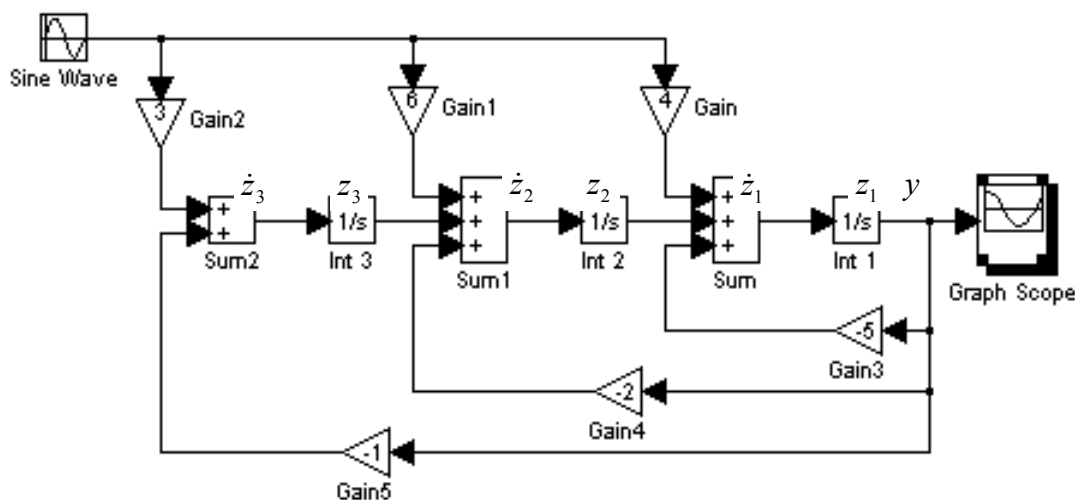 Sine Wave
3
Gain2
6
Gain1
4
Gain
ż₃
z₃
ż₂
z₂
ż₁
z₁
y
+
+
Sum2
1/s
Int 3
+
+
+
Sum1
1/s
Int 2
+
+
+
Sum
1/s
Int 1
Graph Scope
-5
Gain3
-2
Gain4
-1
Gain5